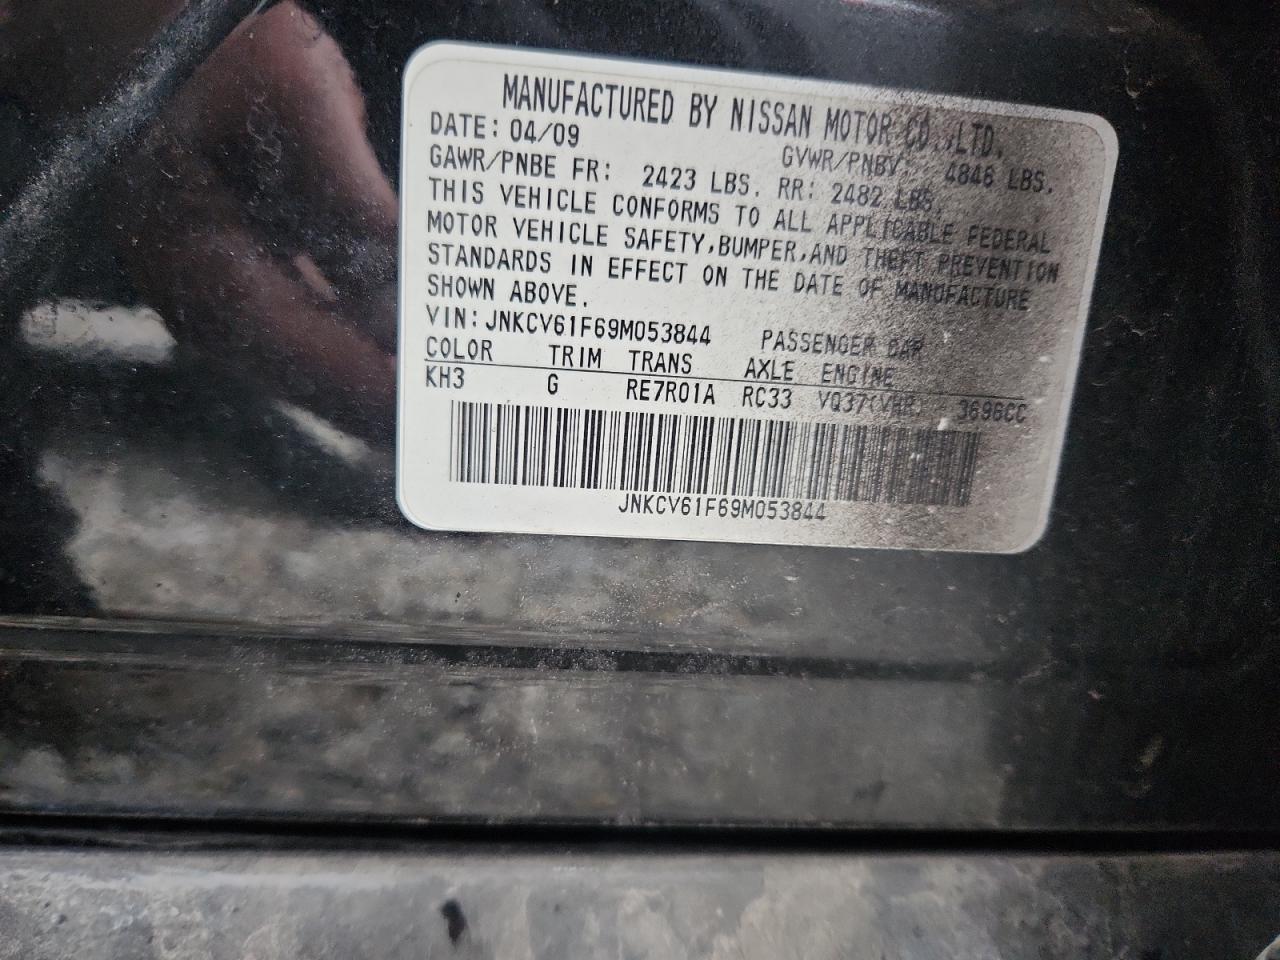 MANUFACTURED BY NISSAN MOTOR CO.,LTD.
DATE: 04/09 GVWR/PNBV: 4846 LBS.
GAWR/PNBE FR: 2423 LBS. RR: 2482 LBS.
THIS VEHICLE CONFORMS TO ALL APPLICABLE FEDERAL
MOTOR VEHICLE SAFETY,BUMPER,AND THEFT PREVENTION
STANDARDS IN EFFECT ON THE DATE OF MANUFACTURE
SHOWN ABOVE.
VIN: JNKCV61F69M053844 PASSENGER CAR
COLOR TRIM TRANS AXLE ENGINE
KH3 G RE7R01A RC33 VQ37(VHR) 3696CC
JNKCV61F69M053844